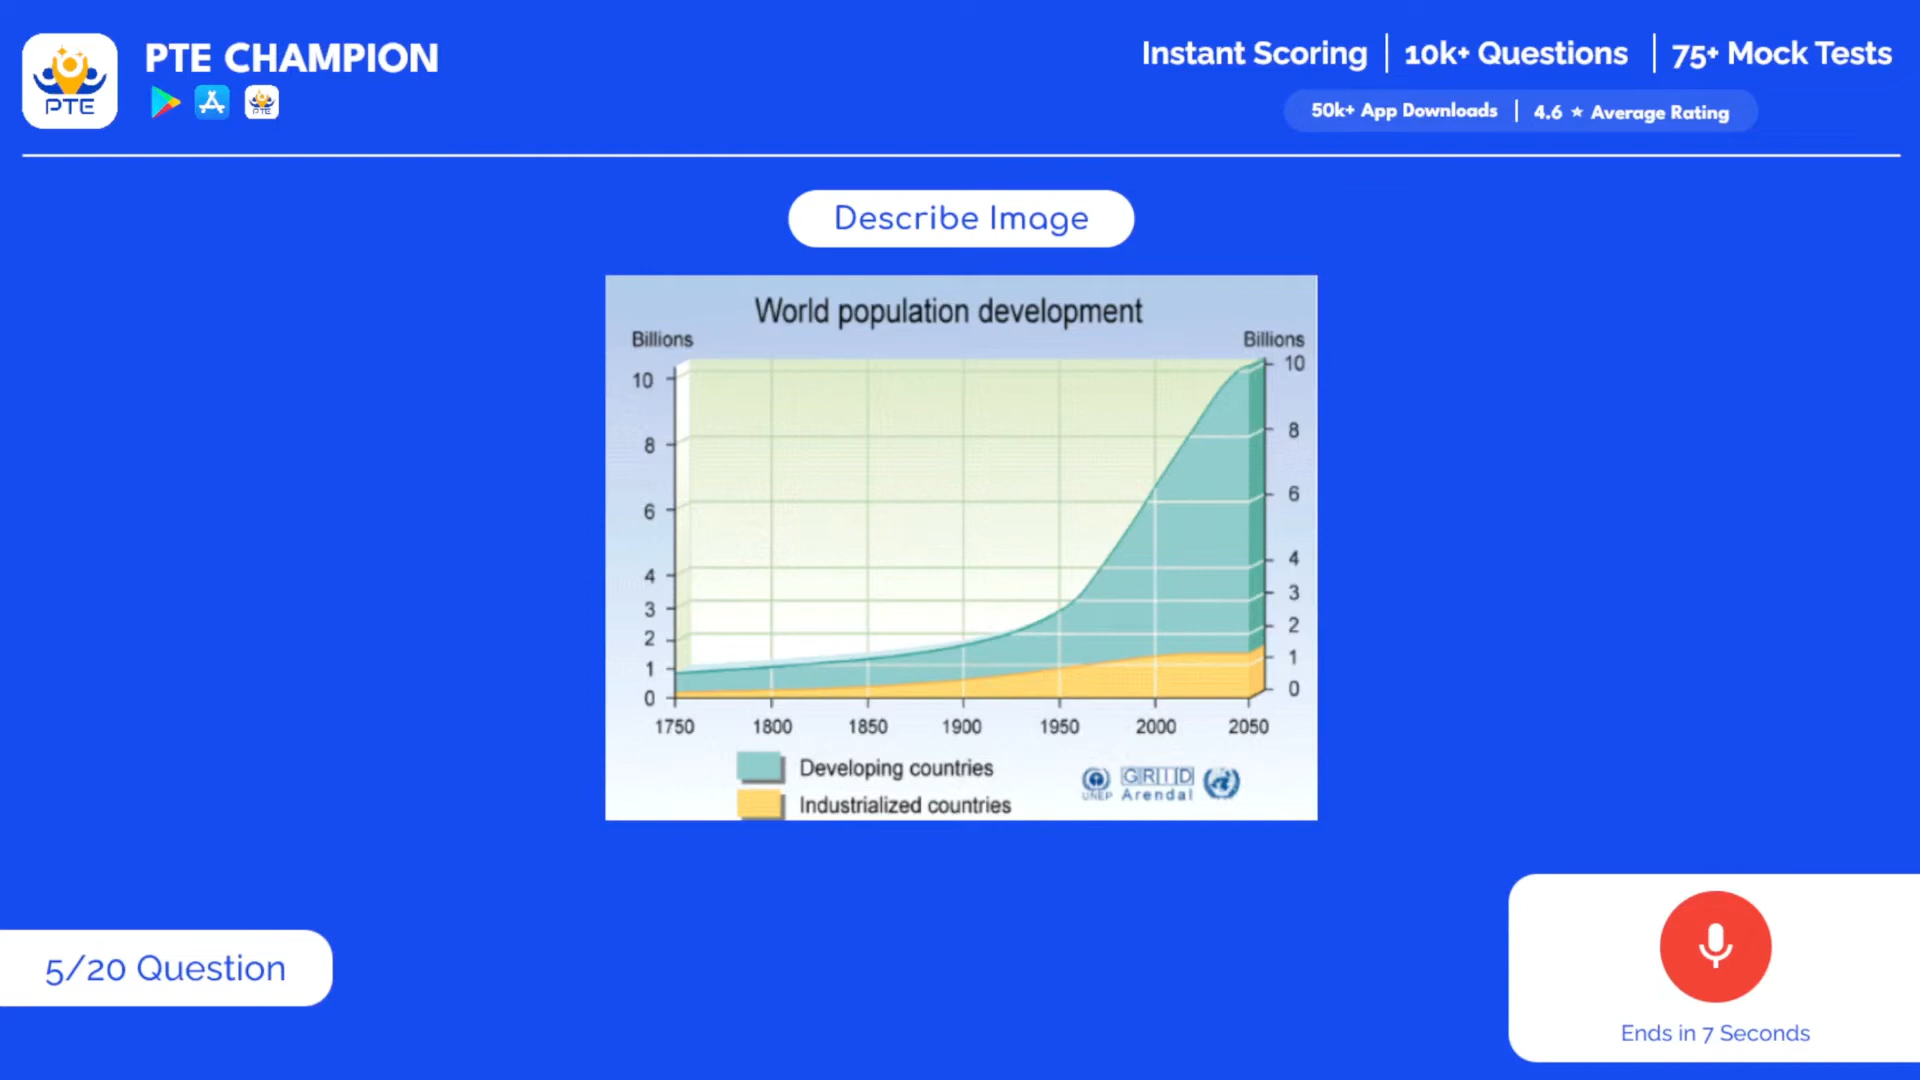 PTE CHAMPION
PTE
PTE
Instant Scoring | 10k+ Questions | 75+ Mock Tests
50k+ App Downloads | 4.6 ★ Average Rating
Describe Image
World population development
Billions Billions
10 10
8 8
6 6
4 4
3 3
2 2
1 1
0 0
1750 1800 1850 1900 1950 2000 2050
Developing countries
Industrialized countries
UNEP
GRID
Arendal
5/20 Question
Ends in 7 Seconds